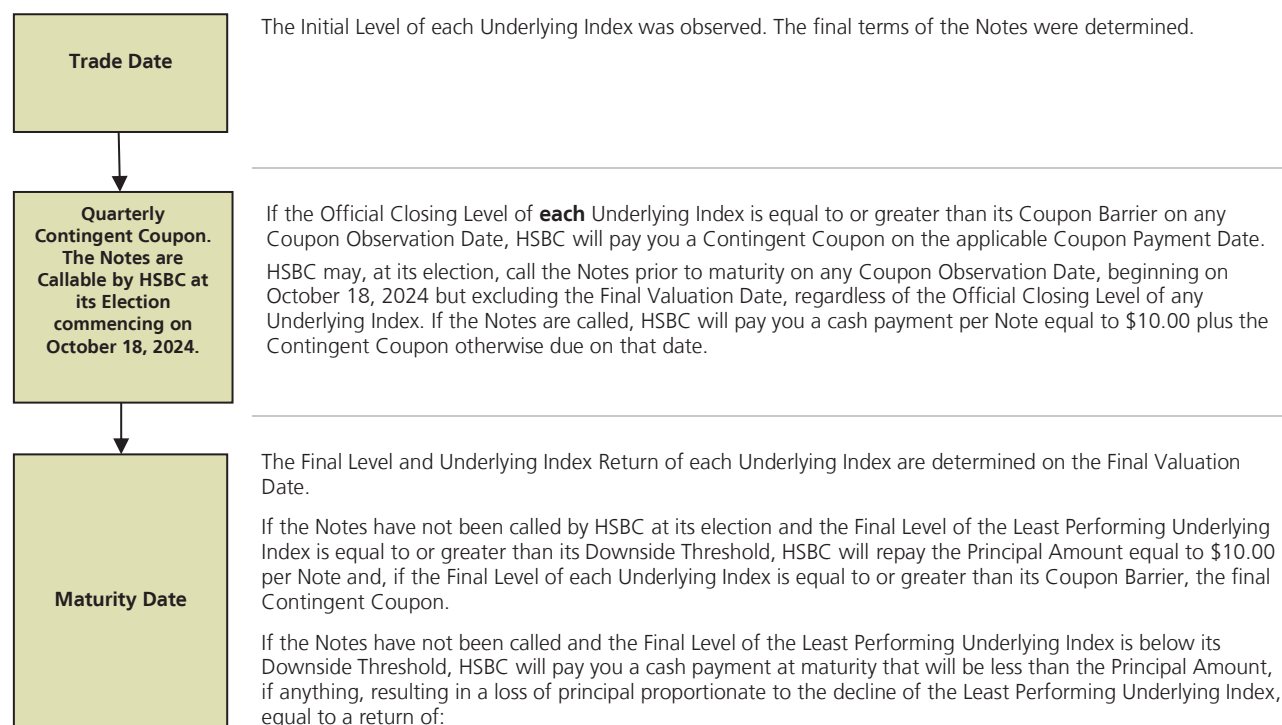 Trade Date
The Initial Level of each Underlying Index was observed. The final terms of the Notes were determined.
Quarterly
Contingent Coupon.
The Notes are
Callable by HSBC at
its Election
commencing on
October 18, 2024.
If the Official Closing Level of each Underlying Index is equal to or greater than its Coupon Barrier on any
Coupon Observation Date, HSBC will pay you a Contingent Coupon on the applicable Coupon Payment Date.
HSBC may, at its election, call the Notes prior to maturity on any Coupon Observation Date, beginning on
October 18, 2024 but excluding the Final Valuation Date, regardless of the Official Closing Level of any
Underlying Index. If the Notes are called, HSBC will pay you a cash payment per Note equal to $10.00 plus the
Contingent Coupon otherwise due on that date.
Maturity Date
The Final Level and Underlying Index Return of each Underlying Index are determined on the Final Valuation
Date.
If the Notes have not been called by HSBC at its election and the Final Level of the Least Performing Underlying
Index is equal to or greater than its Downside Threshold, HSBC will repay the Principal Amount equal to $10.00
per Note and, if the Final Level of each Underlying Index is equal to or greater than its Coupon Barrier, the final
Contingent Coupon.
If the Notes have not been called and the Final Level of the Least Performing Underlying Index is below its
Downside Threshold, HSBC will pay you a cash payment at maturity that will be less than the Principal Amount,
if anything, resulting in a loss of principal proportionate to the decline of the Least Performing Underlying Index,
equal to a return of: